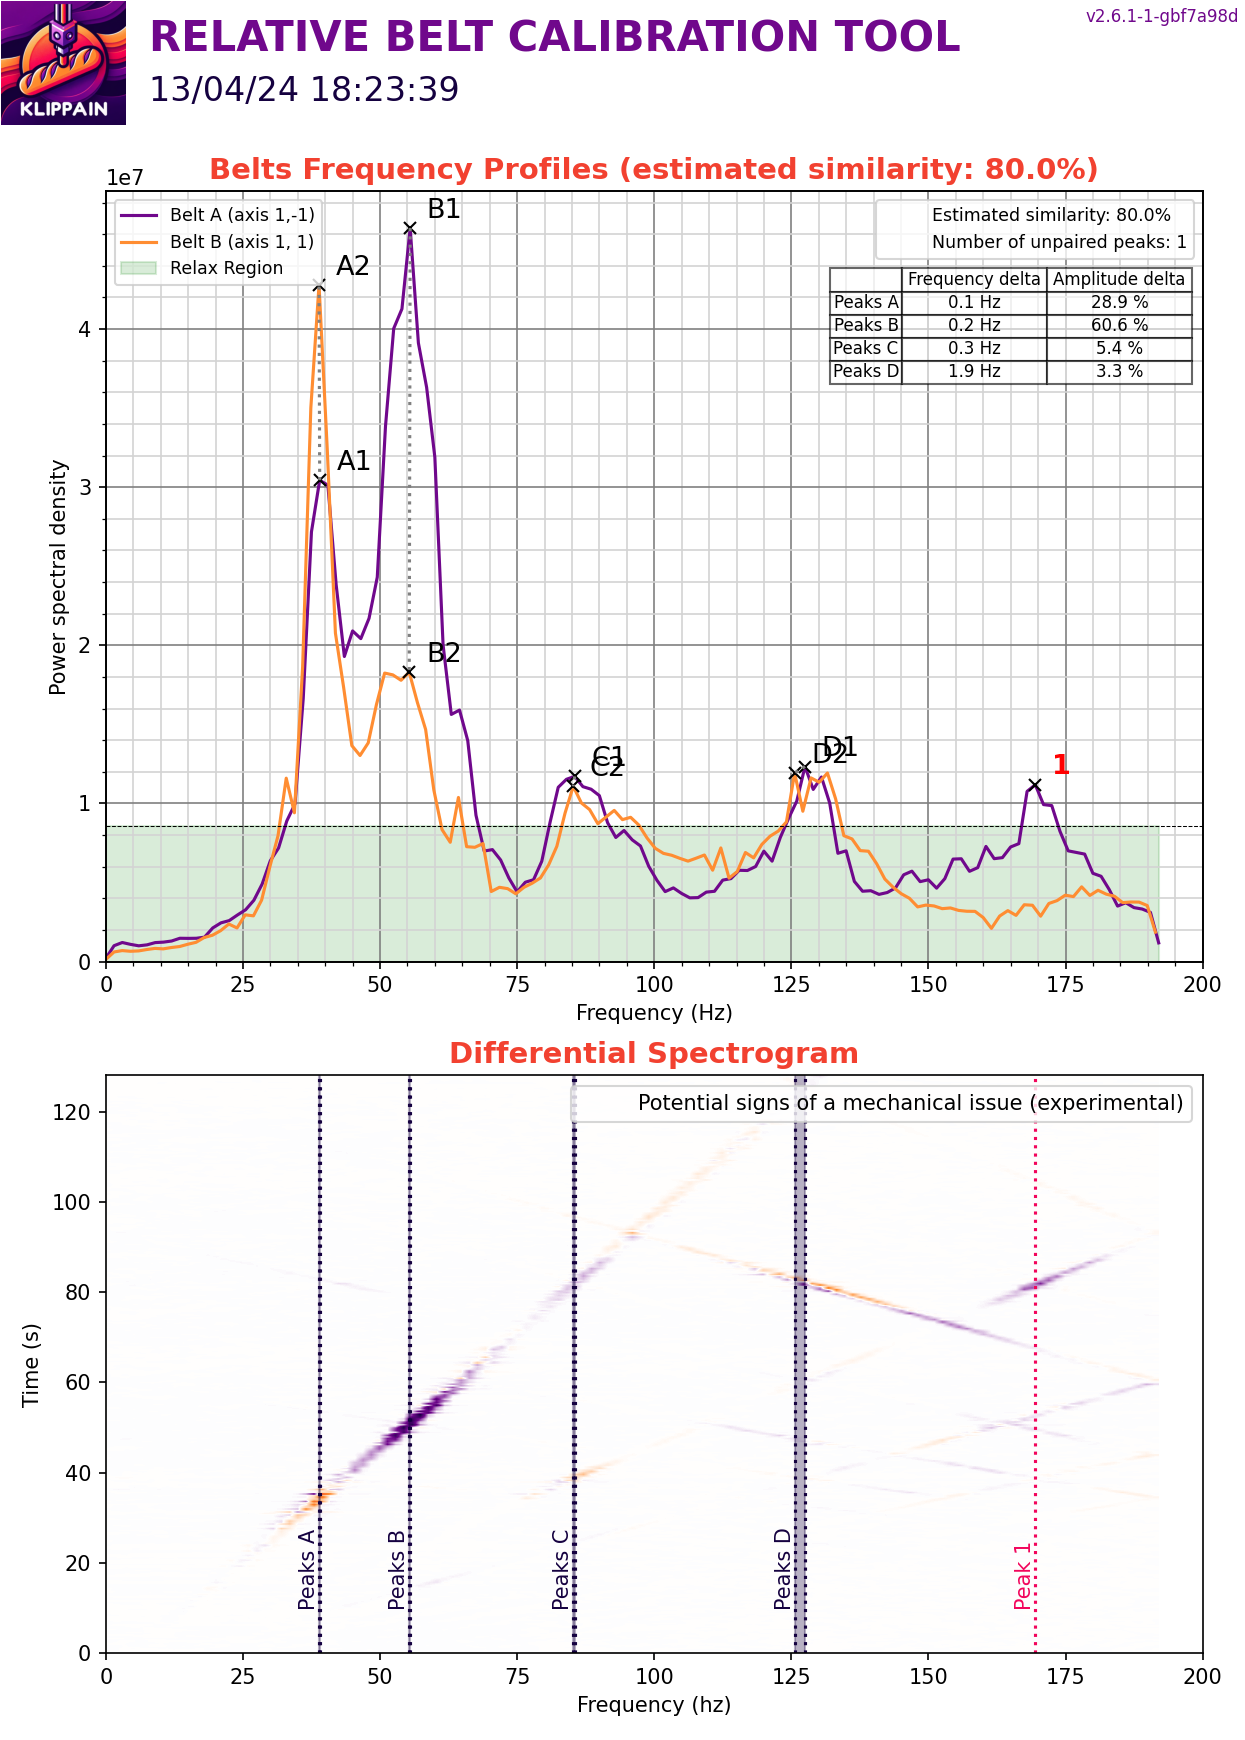 v2.6.1-1-gbf7a98d
RELATIVE BELT CALIBRATION TOOL
13/04/24 18:23:39
KLIPPAIN
Belts Frequency Profiles (estimated similarity: 80.0%)
1e7
Belt A (axis 1,-1)
Belt B (axis 1, 1)
Relax Region
Estimated similarity: 80.0%
Number of unpaired peaks: 1
Frequency delta Amplitude delta
Peaks A 0.1 Hz 28.9 %
Peaks B 0.2 Hz 60.6 %
Peaks C 0.3 Hz 5.4 %
Peaks D 1.9 Hz 3.3 %
B1
A2
A1
B2
C1
C2
D1
D2
1
Power spectral density
4
3
2
1
0
0 25 50 75 100 125 150 175 200
Frequency (Hz)
Differential Spectrogram
Potential signs of a mechanical issue (experimental)
Time (s)
120
100
80
60
40
20
0
Peaks A
Peaks B
Peaks C
Peaks D
Peak 1
0 25 50 75 100 125 150 175 200
Frequency (hz)